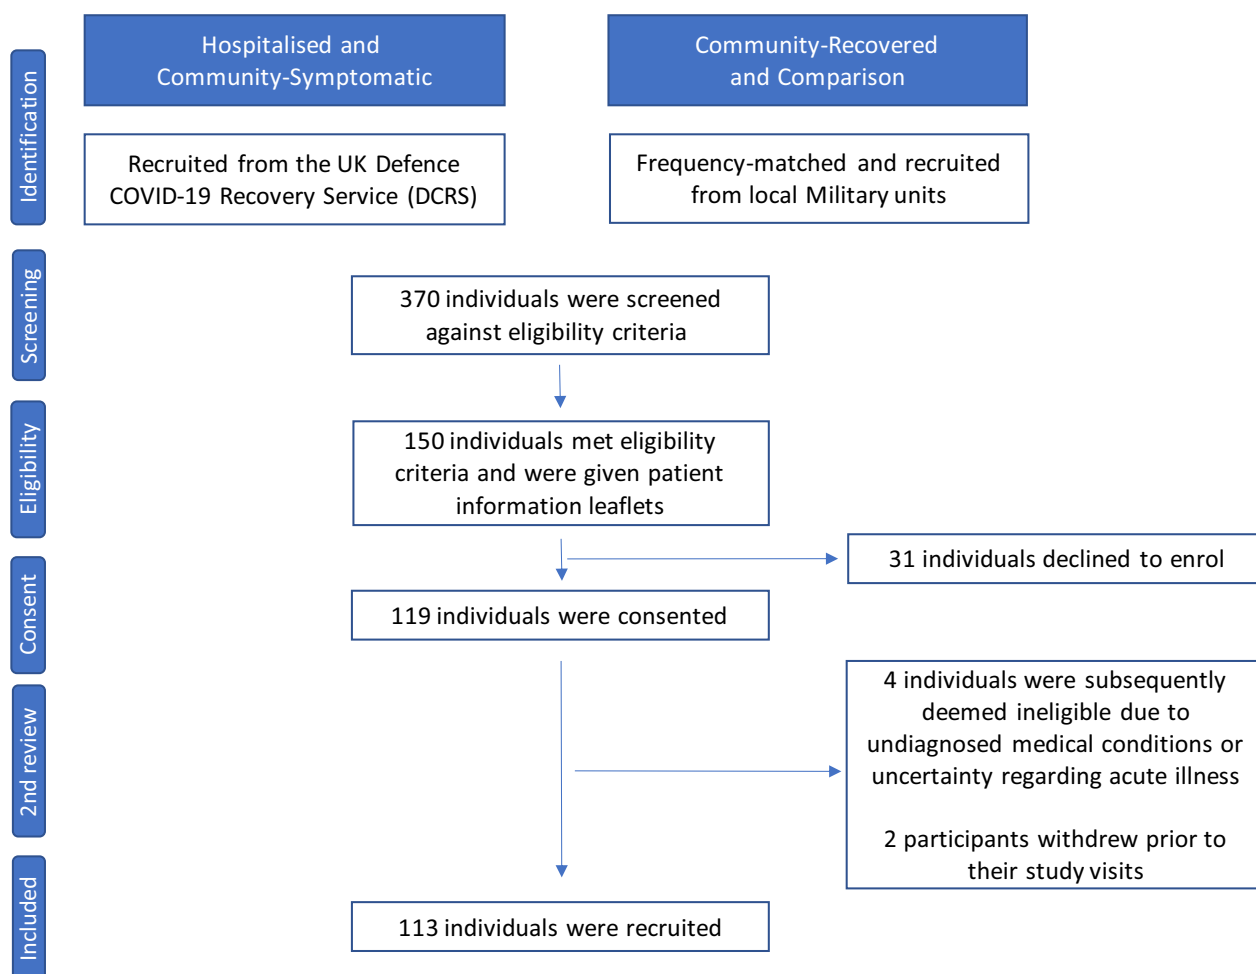 Identification
Hospitalised and
Community-Symptomatic
Community-Recovered
and Comparison
Recruited from the UK Defence
COVID-19 Recovery Service (DCRS)
Frequency-matched and recruited
from local Military units
Screening
370 individuals were screened
against eligibility criteria
Eligibility
150 individuals met eligibility
criteria and were given patient
information leaflets
31 individuals declined to enrol
Consent
119 individuals were consented
2nd review
4 individuals were subsequently
deemed ineligible due to
undiagnosed medical conditions or
uncertainty regarding acute illness
2 participants withdrew prior to
their study visits
Included
113 individuals were recruited